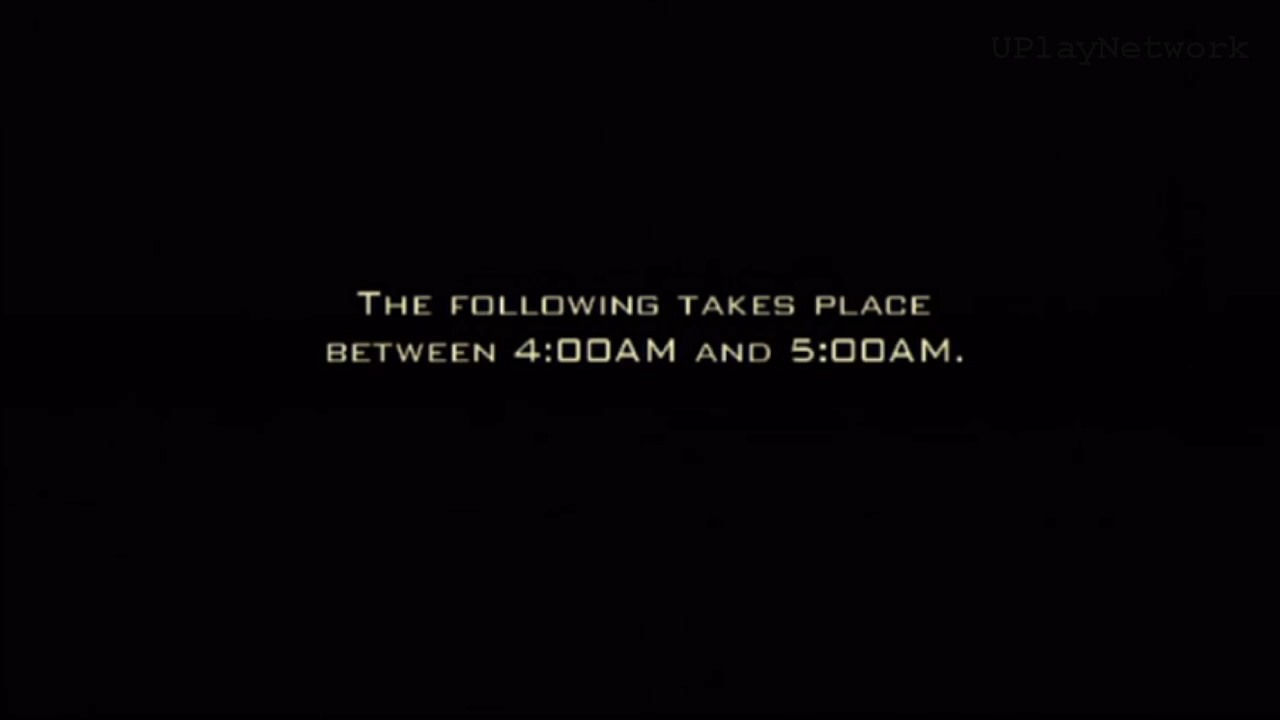 UPlayNetwork
The following takes place
between 4:00AM and 5:00AM.